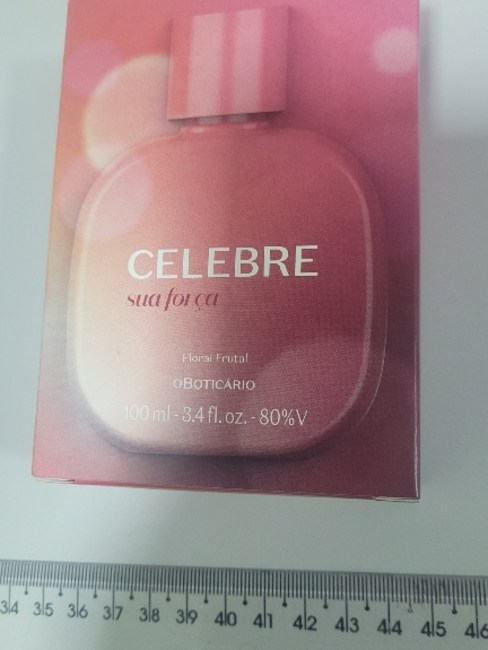 CELEBRE
sua força
Floral Frutal
oBOTICÁRIO
100 ml - 3.4 fl. oz. - 80%V
34 35 36 37 38 39 40 41 42 43 44 45 46